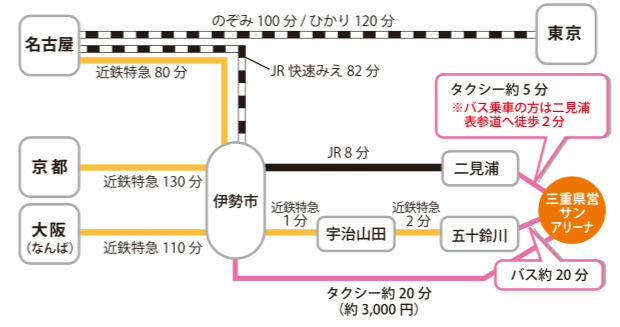 のぞみ 100 分 / ひかり 120 分
名古屋
東京
JR 快速みえ 82 分
近鉄特急 80 分
タクシー約 5 分
※バス乗車の方は二見浦
表参道へ徒歩 2 分
京都
近鉄特急 130 分
JR 8 分
二見浦
伊勢市
三重県営
サン
アリーナ
大阪
（なんば）
近鉄特急 110 分
近鉄特急
1 分
宇治山田
近鉄特急
2 分
五十鈴川
バス約 20 分
タクシー約 20 分
（約 3,000 円）